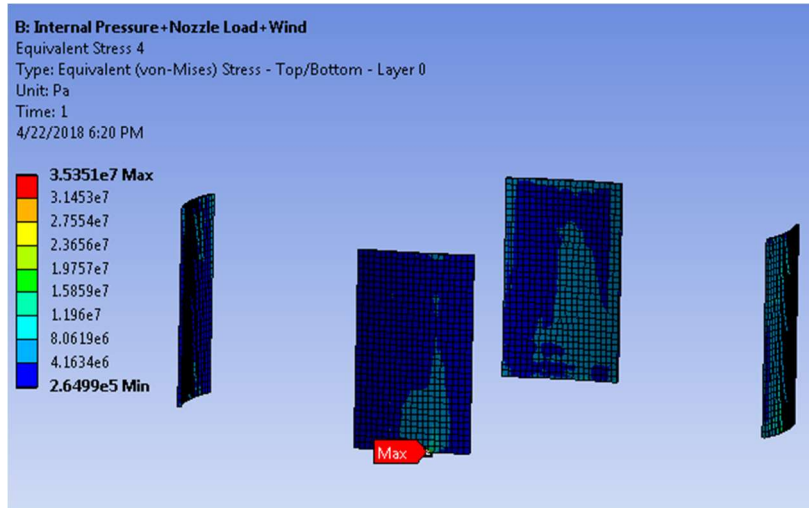 B: Internal Pressure+Nozzle Load+Wind
Equivalent Stress 4
Type: Equivalent (von-Mises) Stress - Top/Bottom - Layer 0
Unit: Pa
Time: 1
4/22/2018 6:20 PM
3.5351e7 Max
3.1453e7
2.7554e7
2.3656e7
1.9757e7
1.5859e7
1.196e7
8.0619e6
4.1634e6
2.6499e5 Min
Max